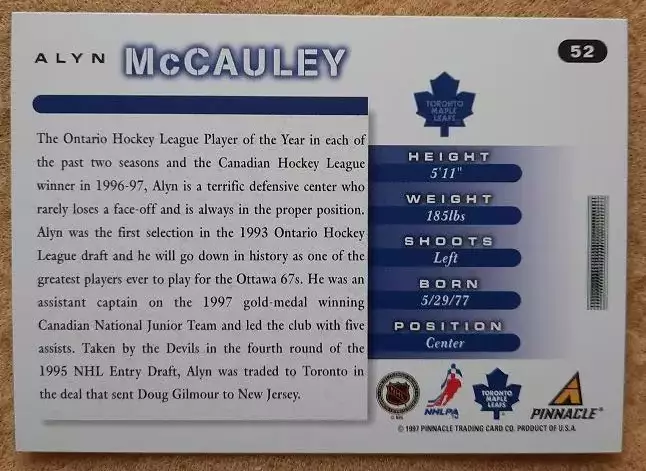 ALYN McCAULEY
52
TORONTO
MAPLE
LEAFS
The Ontario Hockey League Player of the Year in each of
the past two seasons and the Canadian Hockey League
winner in 1996-97, Alyn is a terrific defensive center who
rarely loses a face-off and is always in the proper position.
Alyn was the first selection in the 1993 Ontario Hockey
League draft and he will go down in history as one of the
greatest players ever to play for the Ottawa 67s. He was an
assistant captain on the 1997 gold-medal winning
Canadian National Junior Team and led the club with five
assists. Taken by the Devils in the fourth round of the
1995 NHL Entry Draft, Alyn was traded to Toronto in
the deal that sent Doug Gilmour to New Jersey.
HEIGHT
5'11"
WEIGHT
185lbs
SHOOTS
Left
BORN
5/29/77
POSITION
Center
NHLPA
TORONTO
MAPLE
LEAFS
PINNACLE
© 1997 PINNACLE TRADING CARD CO. PRODUCT OF U.S.A.